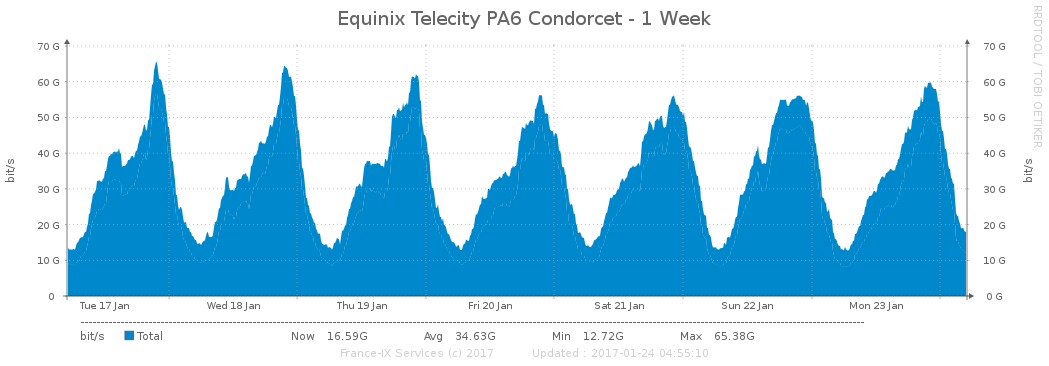 Equinix Telecity PA6 Condorcet - 1 Week
RRDTOOL / TOBI OETIKER
bit/s
70 G 70 G
60 G 60 G
50 G 50 G
40 G 40 G
30 G 30 G
20 G 20 G
10 G 10 G
0 0 G
bit/s
Tue 17 Jan Wed 18 Jan Thu 19 Jan Fri 20 Jan Sat 21 Jan Sun 22 Jan Mon 23 Jan
bit/s Total Now 16.59G Avg 34.63G Min 12.72G Max 65.38G
France-IX Services (c) 2017 Updated : 2017-01-24 04:55:10